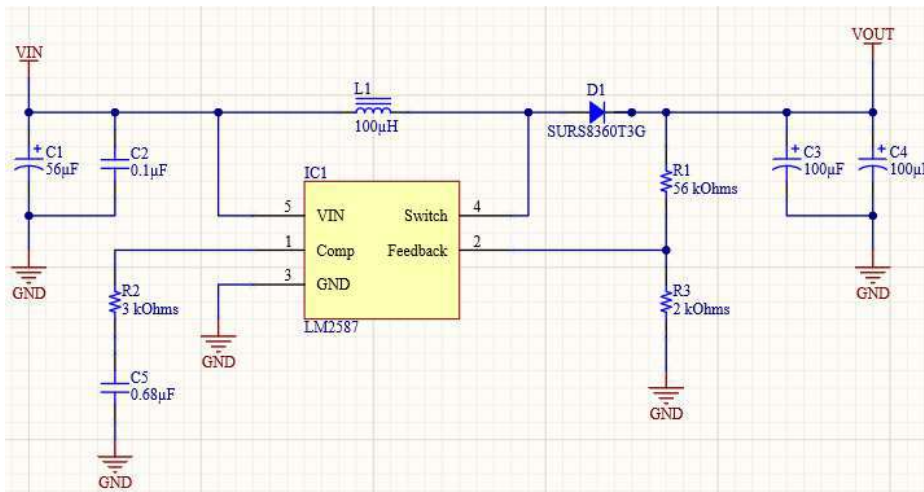 VIN
VOUT
L1
100µH
D1
SURS8360T3G
C1
56µF
C2
0.1µF
R1
56 kOhms
C3
100µF
C4
100µF
IC1
5
VIN
Switch
4
1
Comp
Feedback
2
3
GND
LM2587
R2
3 kOhms
R3
2 kOhms
GND
GND
GND
C5
0.68µF
GND
GND